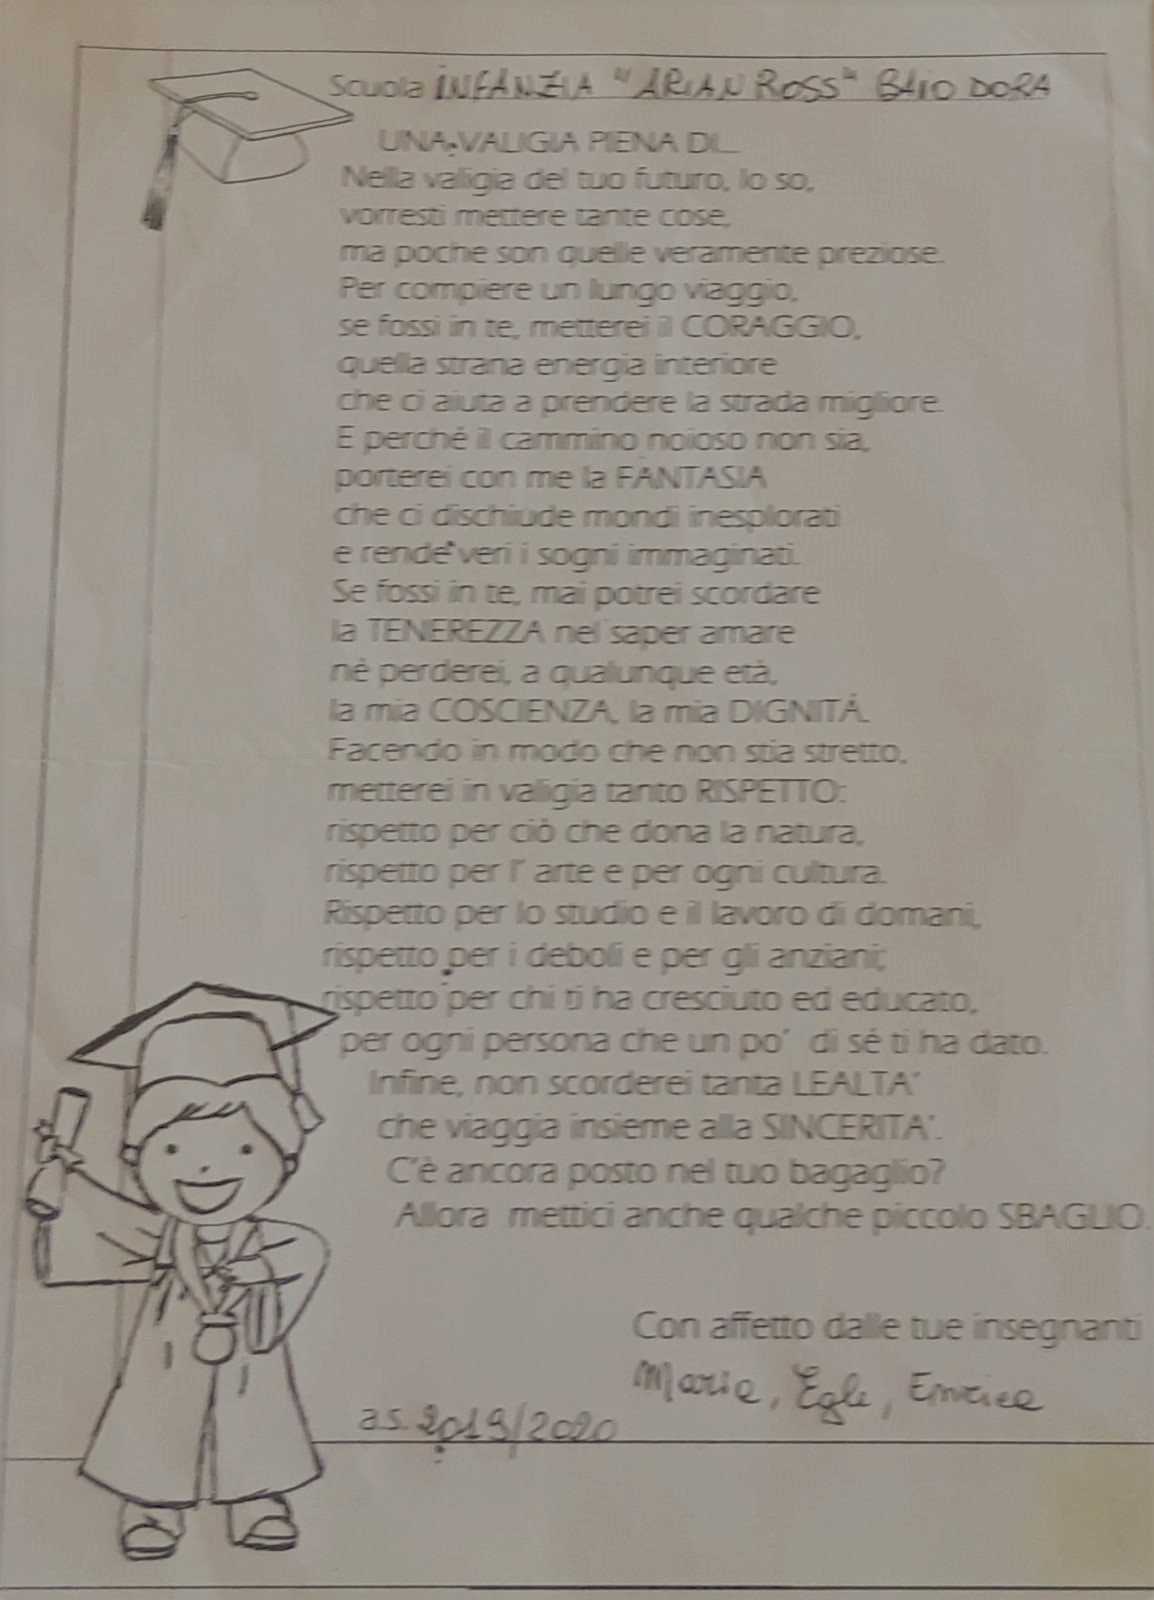 Scuola INFANZIA "ARIAN ROSS" BAIO DORA
UNA VALIGIA PIENA DI...
Nella valigia del tuo futuro, lo so,
vorresti mettere tante cose,
ma poche son quelle veramente preziose.
Per compiere un lungo viaggio,
se fossi in te, metterei il CORAGGIO,
quella strana energia interiore
che ci aiuta a prendere la strada migliore.
E perché il cammino noioso non sia,
porterei con me la FANTASIA
che ci dischiude mondi inesplorati
e rende veri i sogni immaginati.
Se fossi in te, mai potrei scordare
la TENEREZZA nel saper amare
né perderei, a qualunque età,
la mia COSCIENZA, la mia DIGNITÁ.
Facendo in modo che non stia stretto,
metterei in valigia tanto RISPETTO:
rispetto per ciò che dona la natura,
rispetto per l' arte e per ogni cultura.
Rispetto per lo studio e il lavoro di domani,
rispetto per i deboli e per gli anziani;
rispetto per chi ti ha cresciuto ed educato,
per ogni persona che un po' di sé ti ha dato.
Infine, non scorderei tanta LEALTA'
che viaggia insieme alla SINCERITA'.
C'è ancora posto nel tuo bagaglio?
Allora mettici anche qualche piccolo SBAGLIO.
Con affetto dalle tue insegnanti
Maria, Egle, Enrica
a.s. 2019/2020